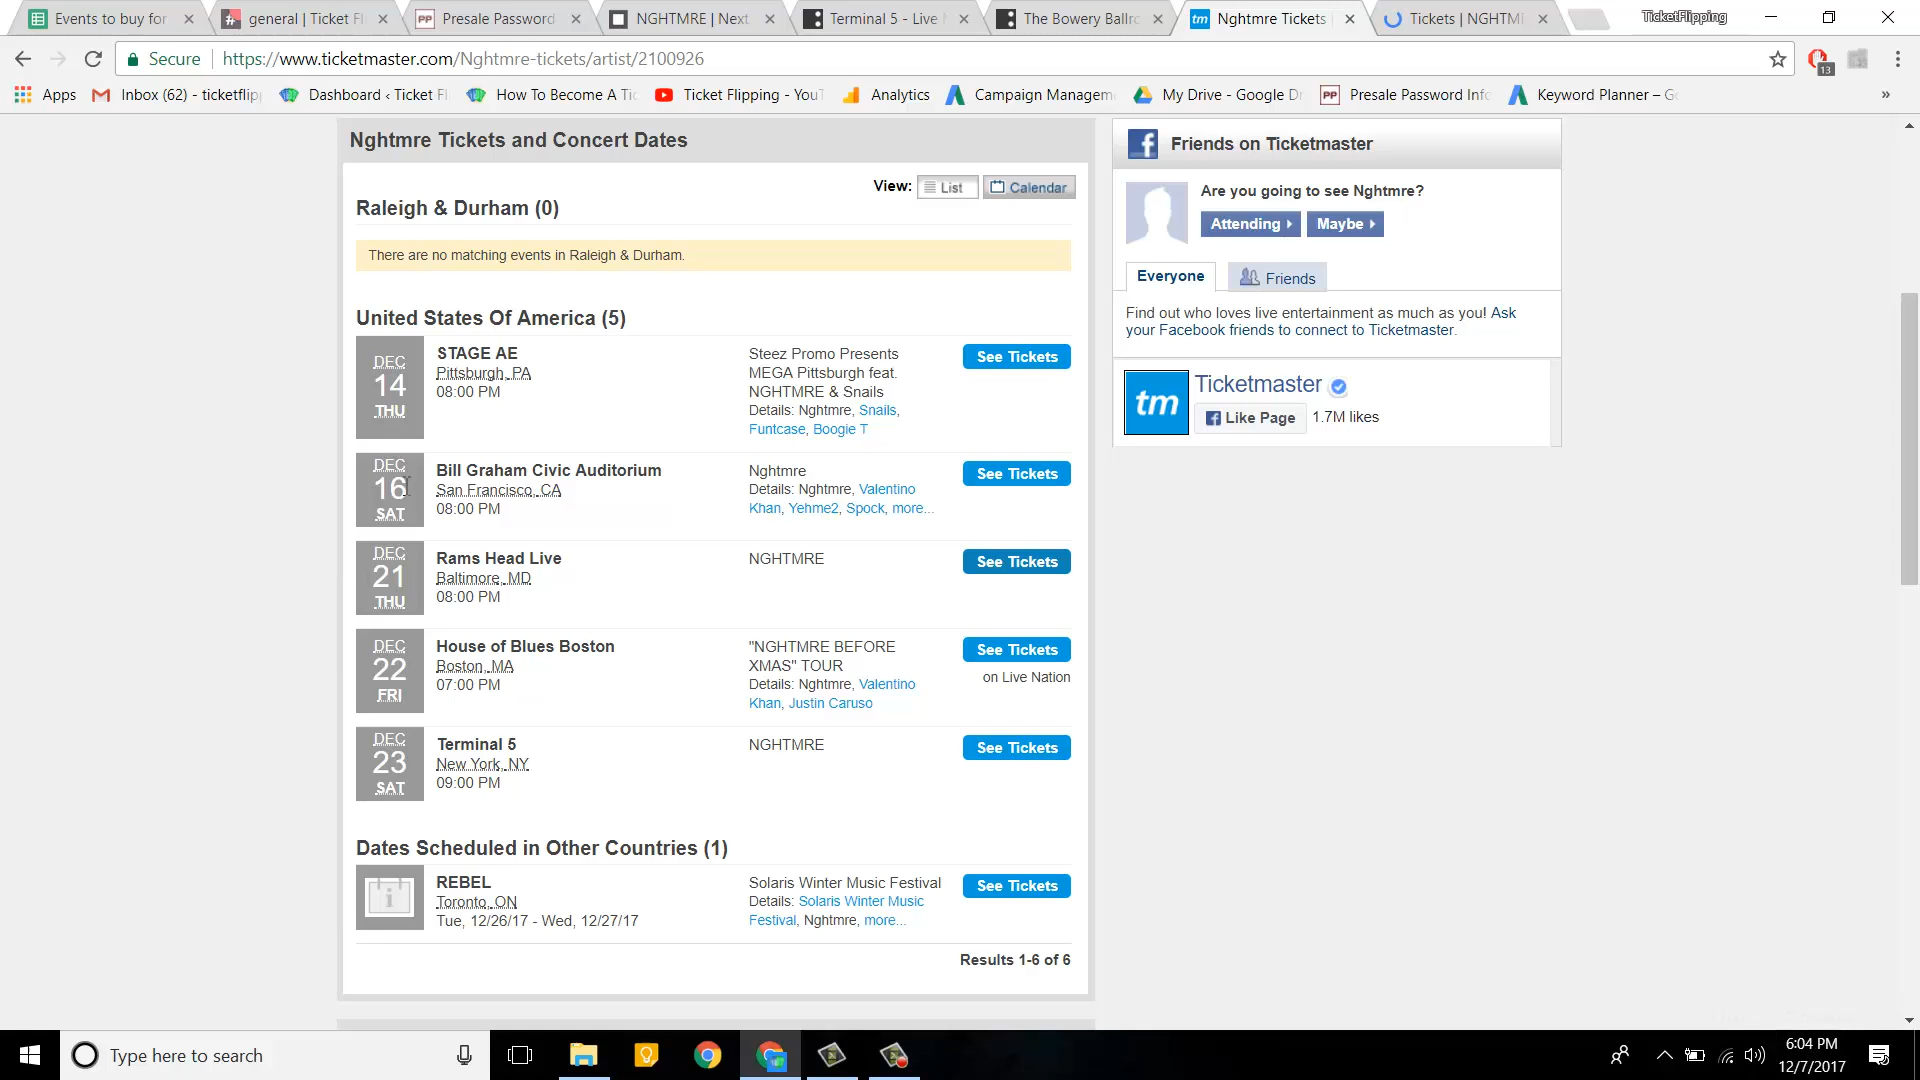 Events to buy for
general | Ticket Fl
Presale Password
NGHTMRE | Next
Terminal 5 - Live
The Bowery Ballr
Nghtmre Tickets
Tickets | NGHTM
TicketFlipping
Secure
https://www.ticketmaster.com/Nghtmre-tickets/artist/2100926
13
Apps
Inbox (62) - ticketflip
Dashboard ‹ Ticket F
How To Become A Tic
Ticket Flipping - You
Analytics
Campaign Managem
My Drive - Google Dr
Presale Password Info
Keyword Planner – G
»
Nghtmre Tickets and Concert Dates
View: List Calendar
Raleigh & Durham (0)
There are no matching events in Raleigh & Durham.
United States Of America (5)
DEC
14
THU
STAGE AE
Pittsburgh, PA
08:00 PM
Steez Promo Presents
MEGA Pittsburgh feat.
NGHTMRE & Snails
Details: Nghtmre, Snails,
Funtcase, Boogie T
See Tickets
DEC
16
SAT
Bill Graham Civic Auditorium
San Francisco, CA
08:00 PM
Nghtmre
Details: Nghtmre, Valentino
Khan, Yehme2, Spock, more...
See Tickets
DEC
21
THU
Rams Head Live
Baltimore, MD
08:00 PM
NGHTMRE
See Tickets
DEC
22
FRI
House of Blues Boston
Boston, MA
07:00 PM
"NGHTMRE BEFORE
XMAS" TOUR
Details: Nghtmre, Valentino
Khan, Justin Caruso
See Tickets
on Live Nation
DEC
23
SAT
Terminal 5
New York, NY
09:00 PM
NGHTMRE
See Tickets
Dates Scheduled in Other Countries (1)
REBEL
Toronto, ON
Tue, 12/26/17 - Wed, 12/27/17
Solaris Winter Music Festival
Details: Solaris Winter Music
Festival, Nghtmre, more...
See Tickets
Results 1-6 of 6
Friends on Ticketmaster
Are you going to see Nghtmre?
Attending
Maybe
Everyone
Friends
Find out who loves live entertainment as much as you! Ask
your Facebook friends to connect to Ticketmaster.
tm
Ticketmaster
Like Page
1.7M likes
Type here to search
6:04 PM
12/7/2017